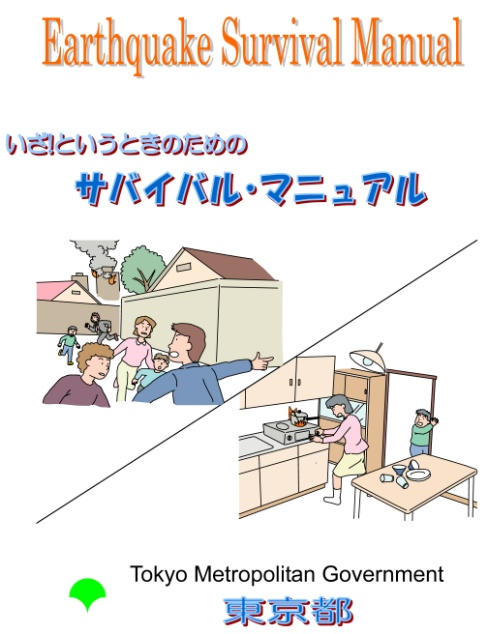 Earthquake Survival Manual
いざ!というときのための
サバイバル・マニュアル
Tokyo Metropolitan Government
東京都